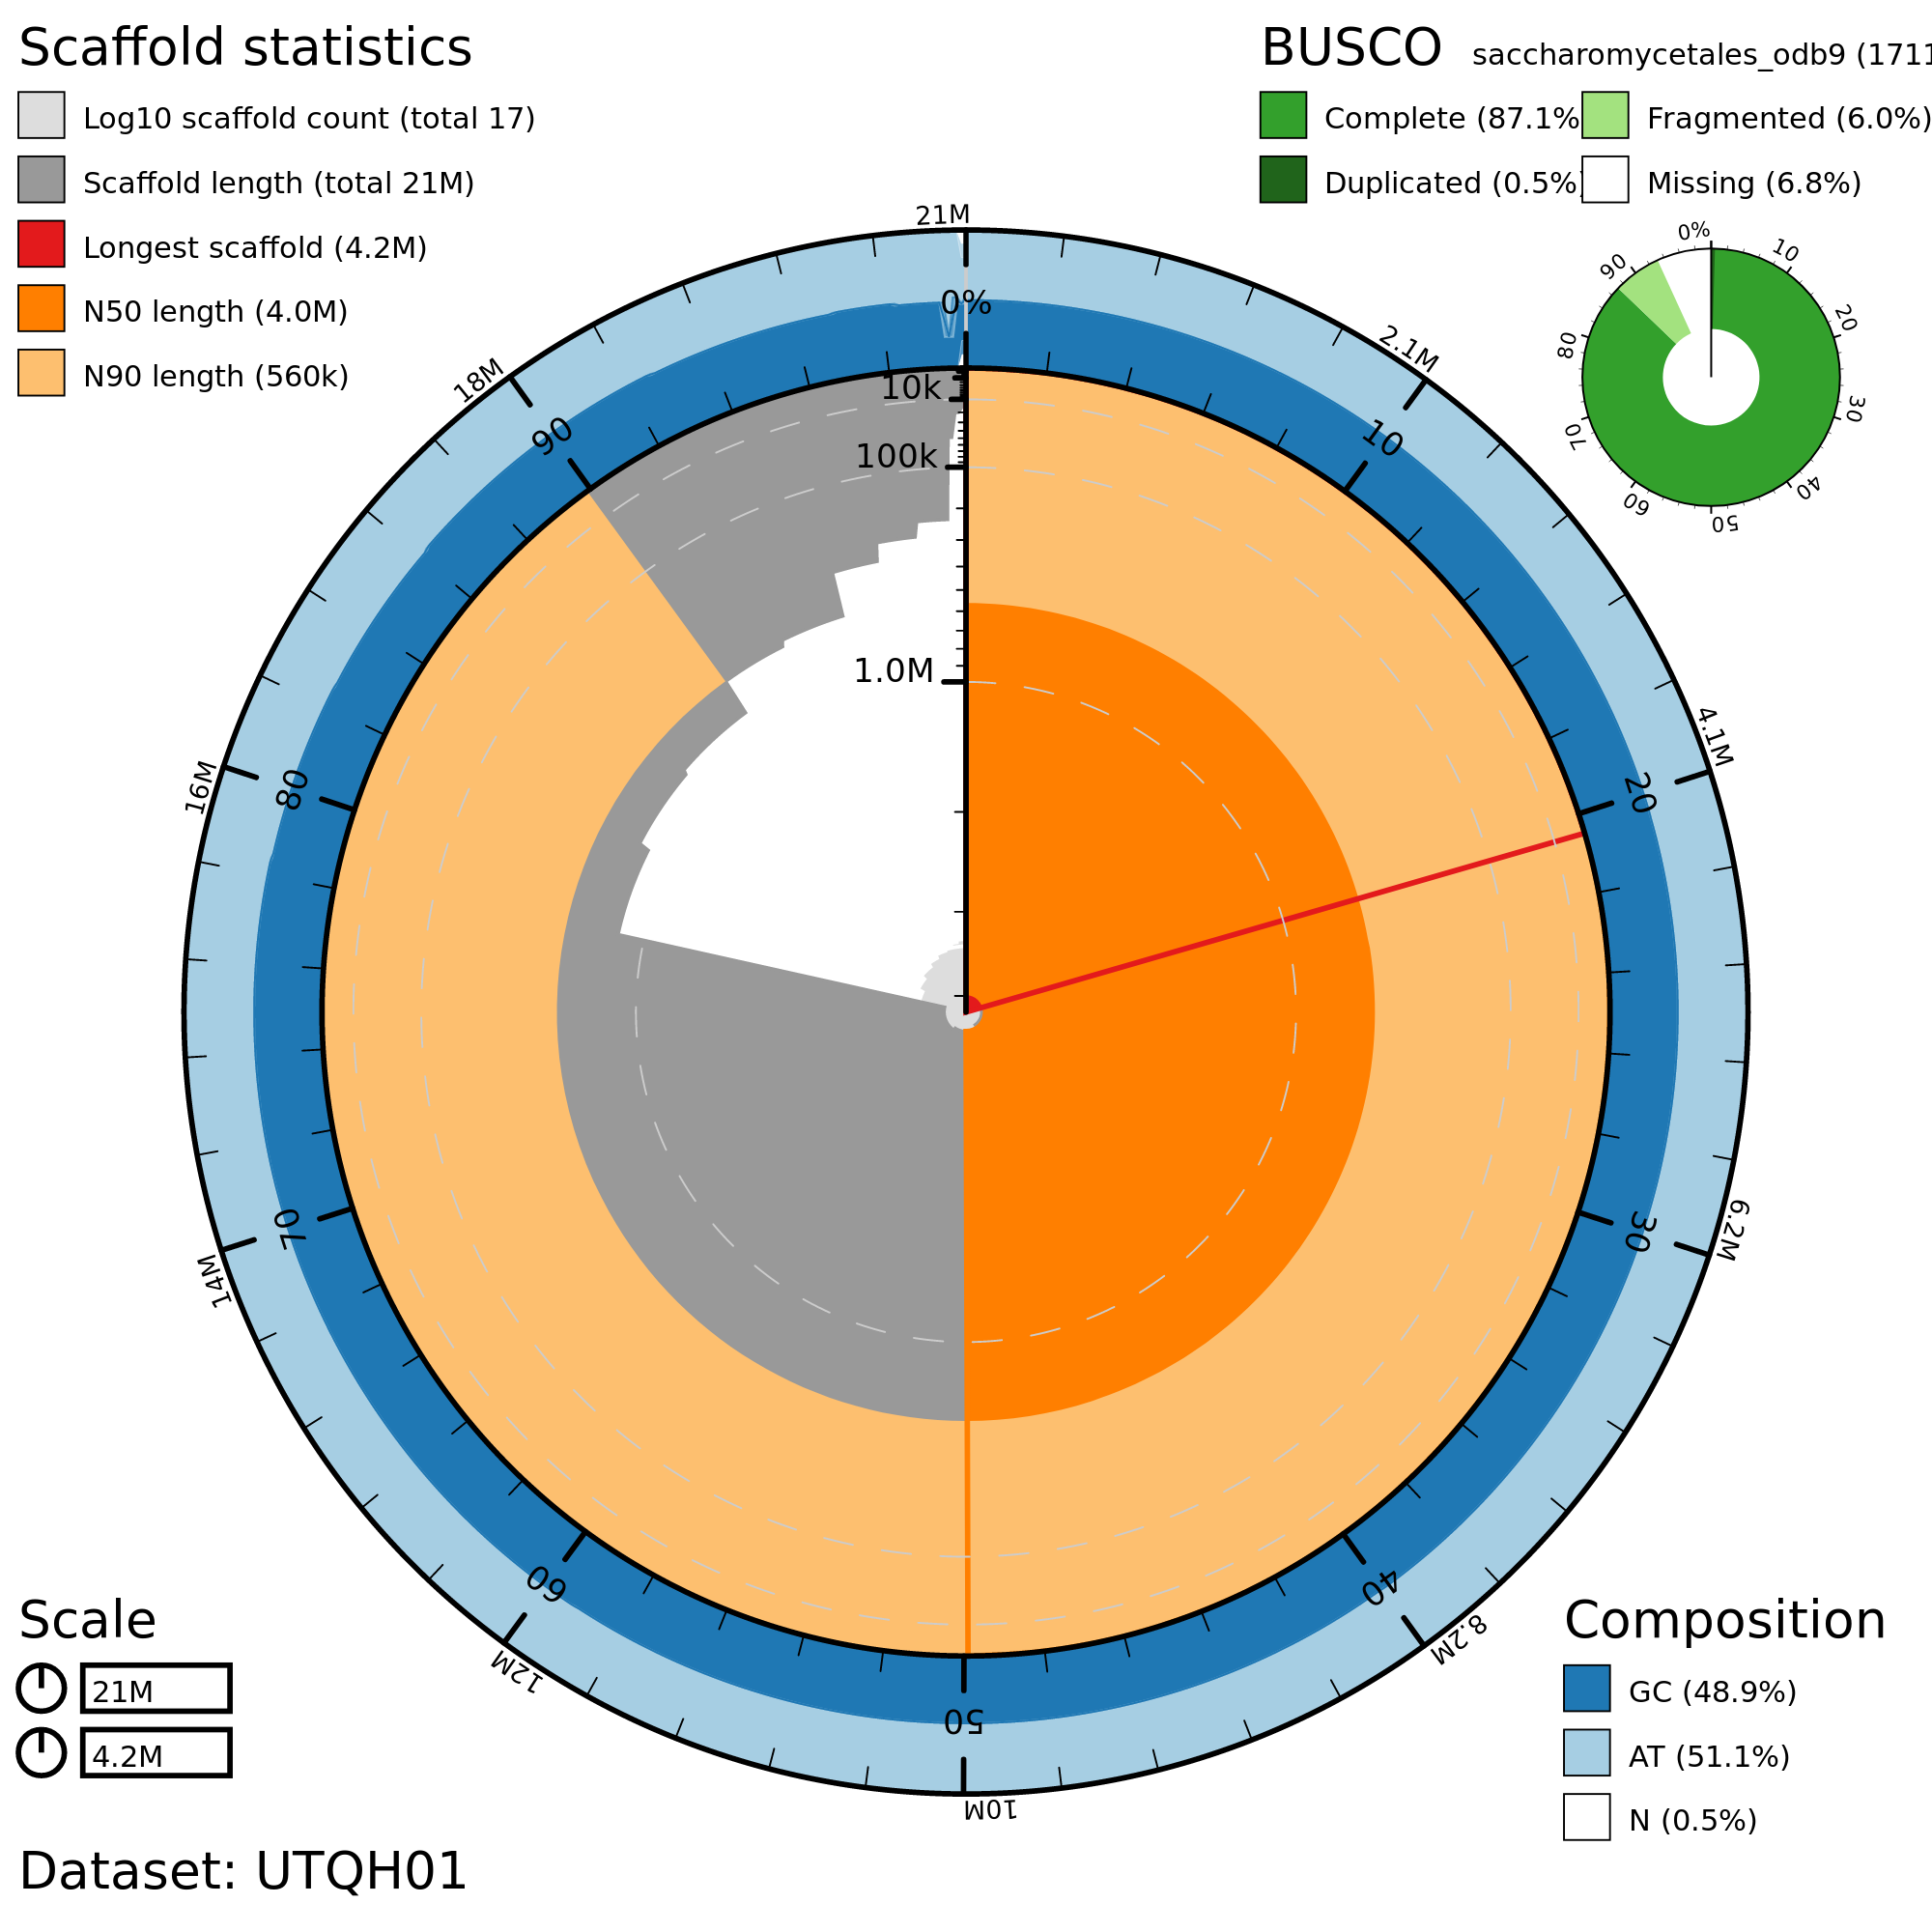 Scaffold statistics
Log10 scaffold count (total 17)
Scaffold length (total 21M)
Longest scaffold (4.2M)
N50 length (4.0M)
N90 length (560k)
BUSCO saccharomycetales_odb9 (1711
Complete (87.1%
Fragmented (6.0%)
Duplicated (0.5%)
Missing (6.8%)
0%
10
20
30
40
50
60
70
80
90
21M
2.1M
4.1M
6.2M
8.2M
10M
12M
14M
16M
18M
0%
10
20
30
40
50
60
70
80
90
10k
100k
1.0M
Scale
21M
4.2M
Composition
GC (48.9%)
AT (51.1%)
N (0.5%)
Dataset: UTQH01